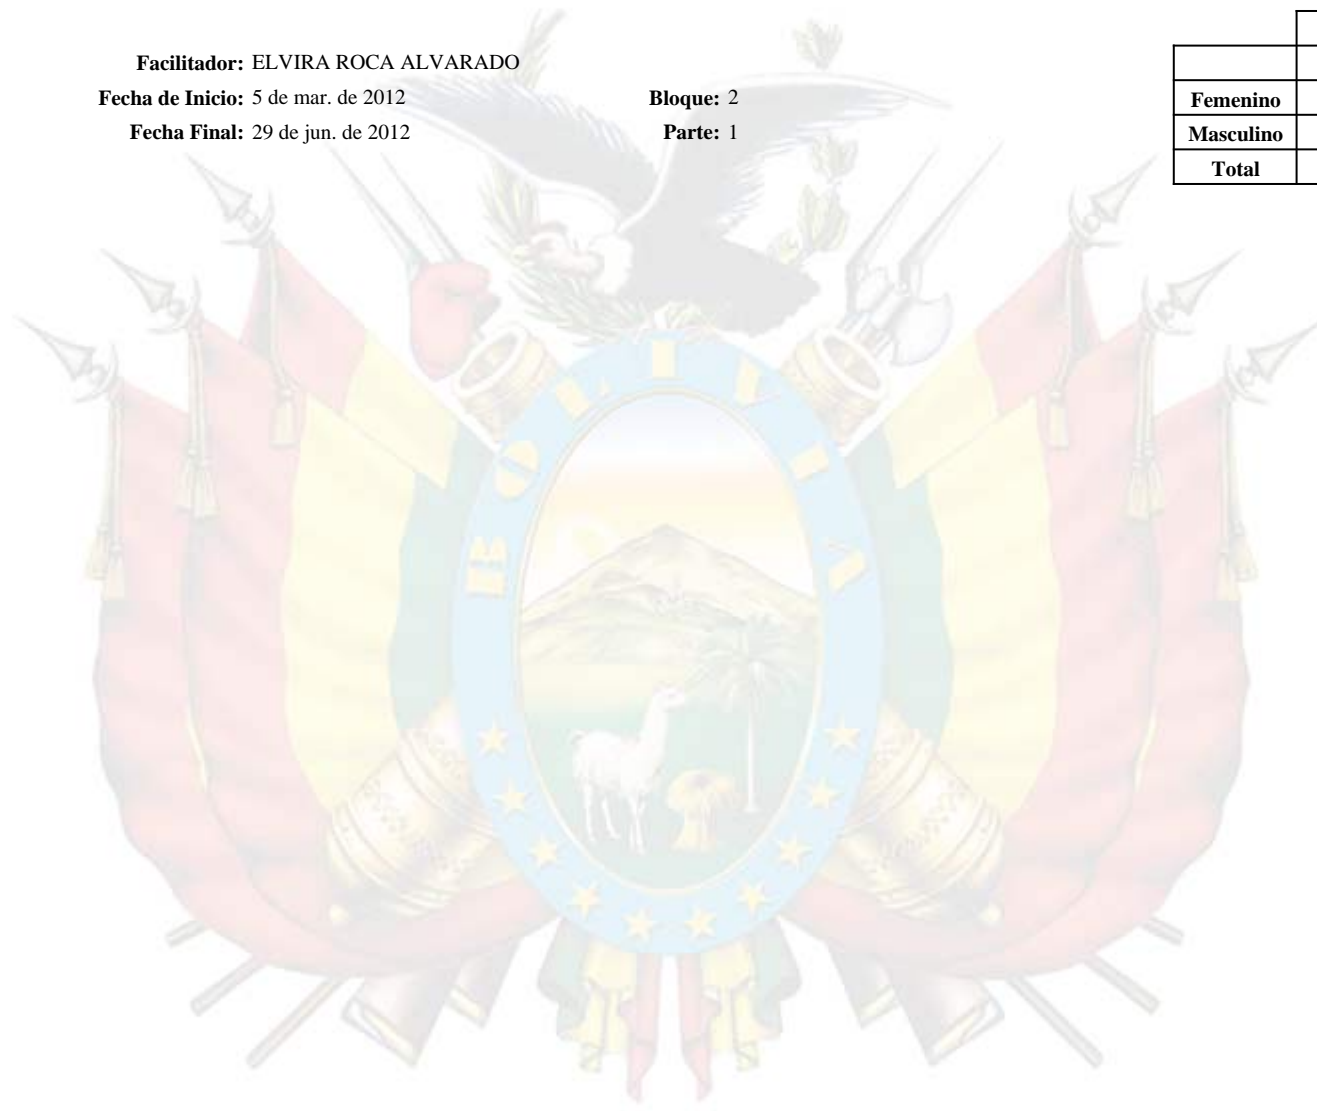 Facilitador: ELVIRA ROCA ALVARADO
Fecha de Inicio: 5 de mar. de 2012 Bloque: 2
Fecha Final: 29 de jun. de 2012 Parte: 1
Femenino
Masculino
Total
BOLIVIA